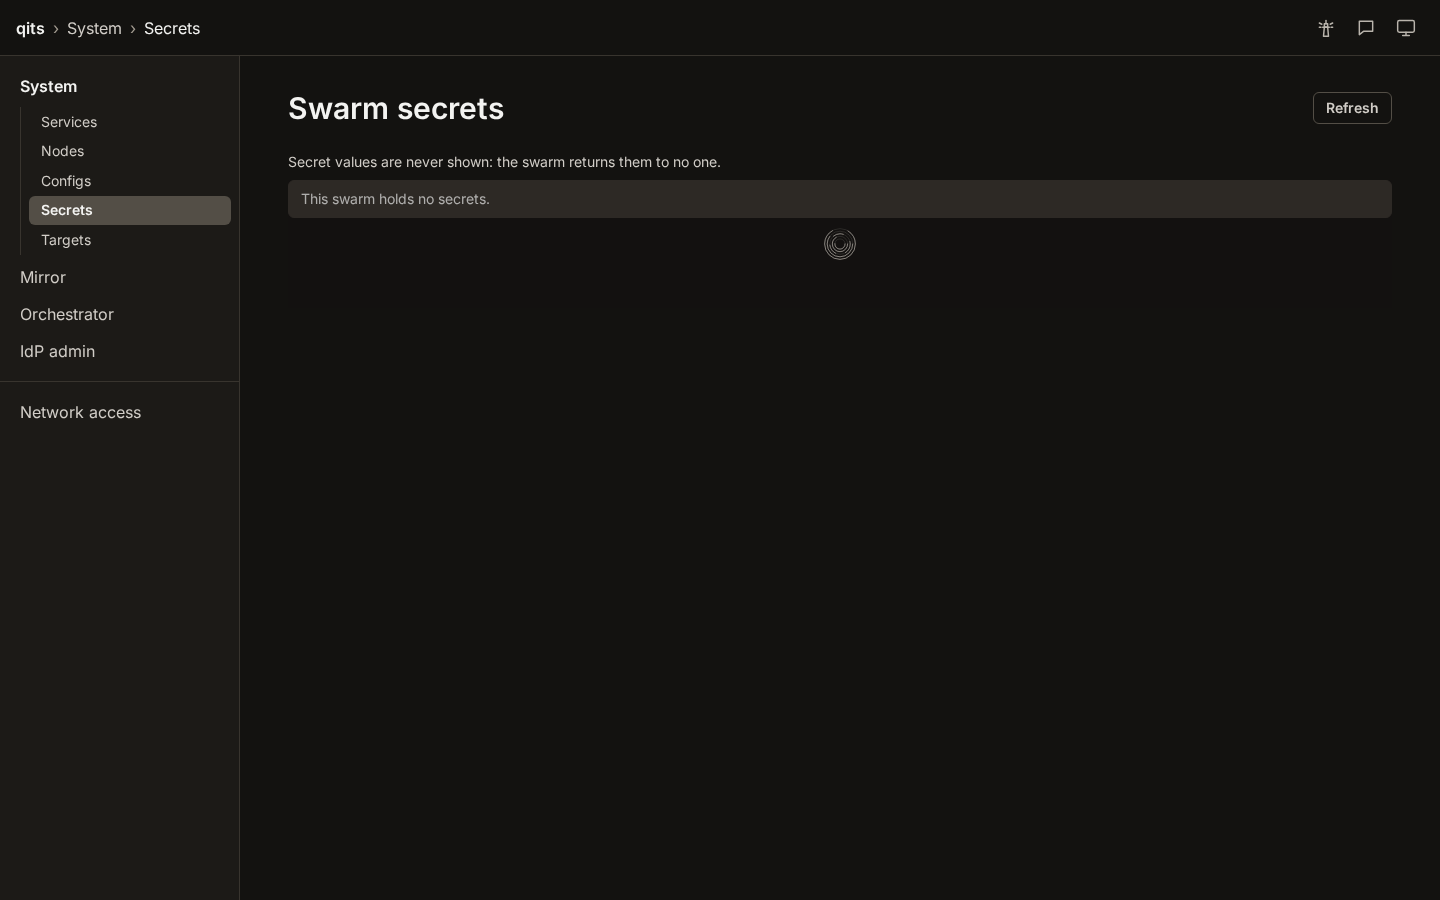 qits › System › Secrets
System
Services
Nodes
Configs
Secrets
Targets
Mirror
Orchestrator
IdP admin
Network access
Swarm secrets
Refresh
Secret values are never shown: the swarm returns them to no one.
This swarm holds no secrets.